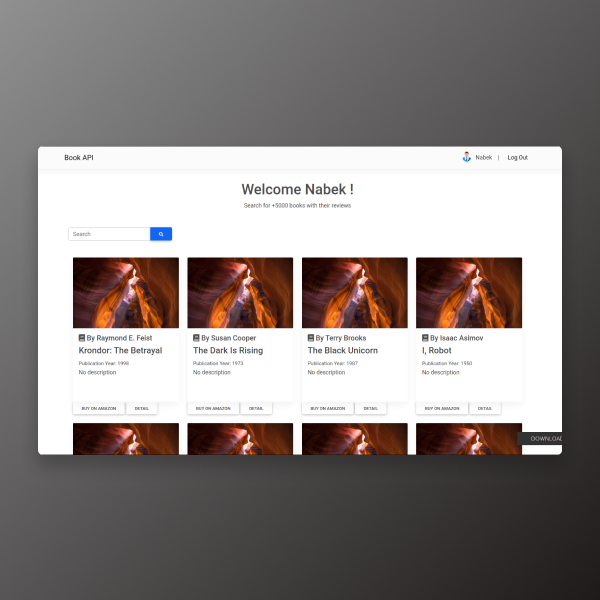 Book API
Nabek | Log Out
Welcome Nabek !
Search for +5000 books with their reviews
Search
By Raymond E. Feist
Krondor: The Betrayal
Publication Year: 1998
No description
BUY ON AMAZON DETAIL
By Susan Cooper
The Dark Is Rising
Publication Year: 1973
No description
BUY ON AMAZON DETAIL
By Terry Brooks
The Black Unicorn
Publication Year: 1987
No description
BUY ON AMAZON DETAIL
By Isaac Asimov
I, Robot
Publication Year: 1950
No description
BUY ON AMAZON DETAIL
DOWNLOAD